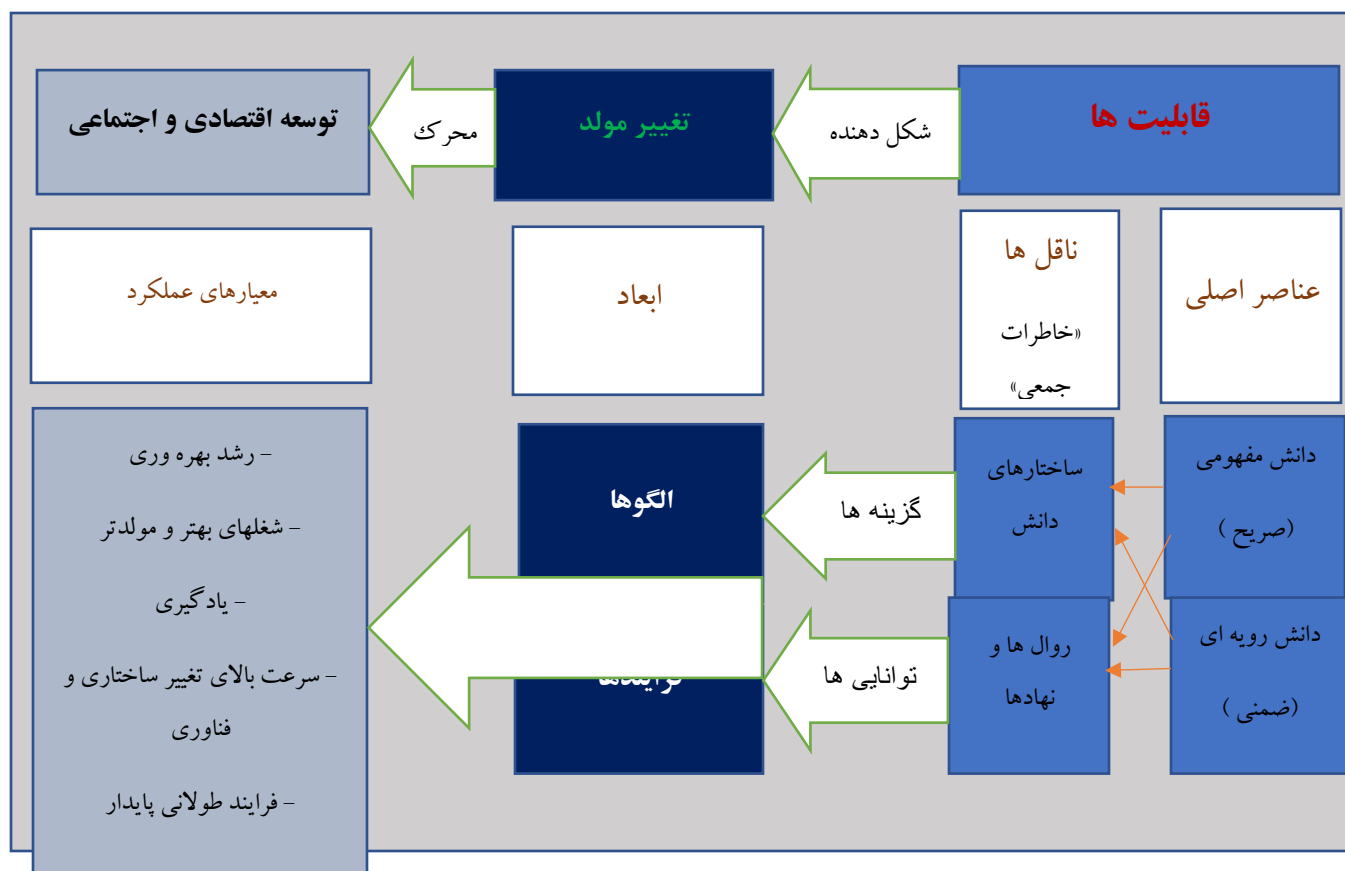 قابلیت ها
شکل دهنده
تغییر مولد
محرک
توسعه اقتصادی و اجتماعی
عناصر اصلی
ناقل ها
«خاطرات
جمعی»
ابعاد
معیارهای عملکرد
دانش مفهومی
(صریح )
ساختارهای
دانش
گزینه ها
الگوها
دانش رویه ای
(ضمنی )
روال ها و
نهادها
توانایی ها
فرایندها
- رشد بهره وری
- شغلهای بهتر و مولدتر
- یادگیری
- سرعت بالای تغییر ساختاری و
فناوری
- فرایند طولانی پایدار